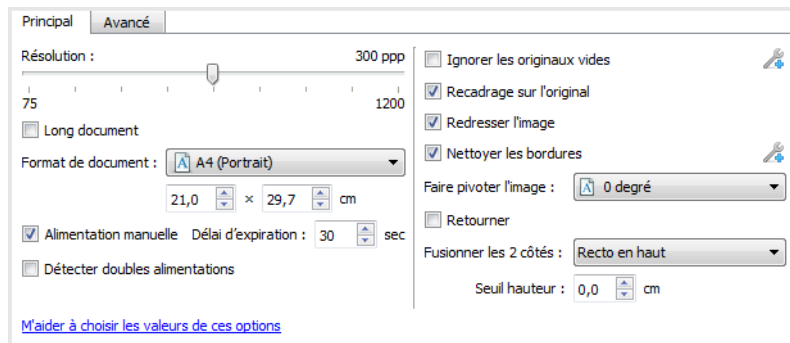 Principal Avancé
Résolution : 300 ppp
75 1200
Long document
Format de document : A4 (Portrait)
21,0 × 29,7 cm
Alimentation manuelle Délai d'expiration : 30 sec
Détecter doubles alimentations
M'aider à choisir les valeurs de ces options
Ignorer les originaux vides
Recadrage sur l'original
Redresser l'image
Nettoyer les bordures
Faire pivoter l'image : 0 degré
Retourner
Fusionner les 2 côtés : Recto en haut
Seuil hauteur : 0,0 cm